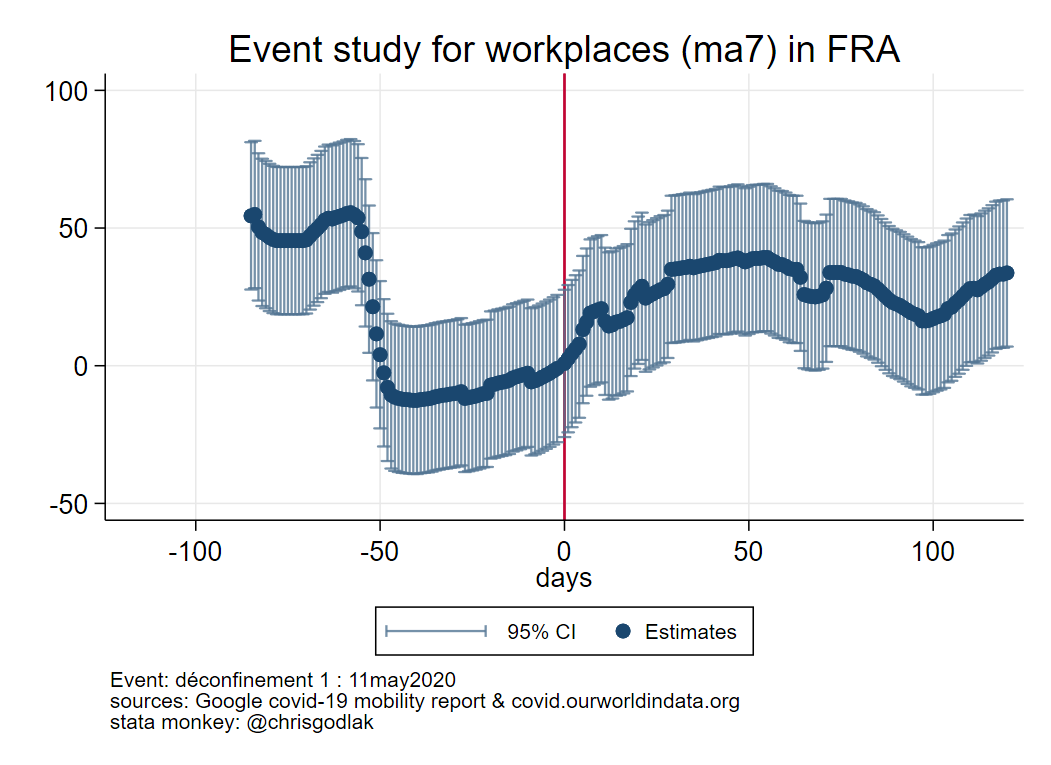 Event study for workplaces (ma7) in FRA
100
50
0
-50
-100
-50
0
50
100
days
95% CI
Estimates
Event: déconfinement 1 : 11may2020
sources: Google covid-19 mobility report & covid.ourworldindata.org
stata monkey: @chrisgodlak